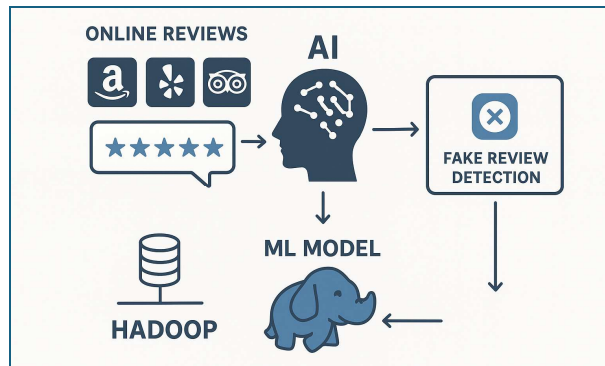 ONLINE REVIEWS
AI
FAKE REVIEW
DETECTION
ML MODEL
HADOOP